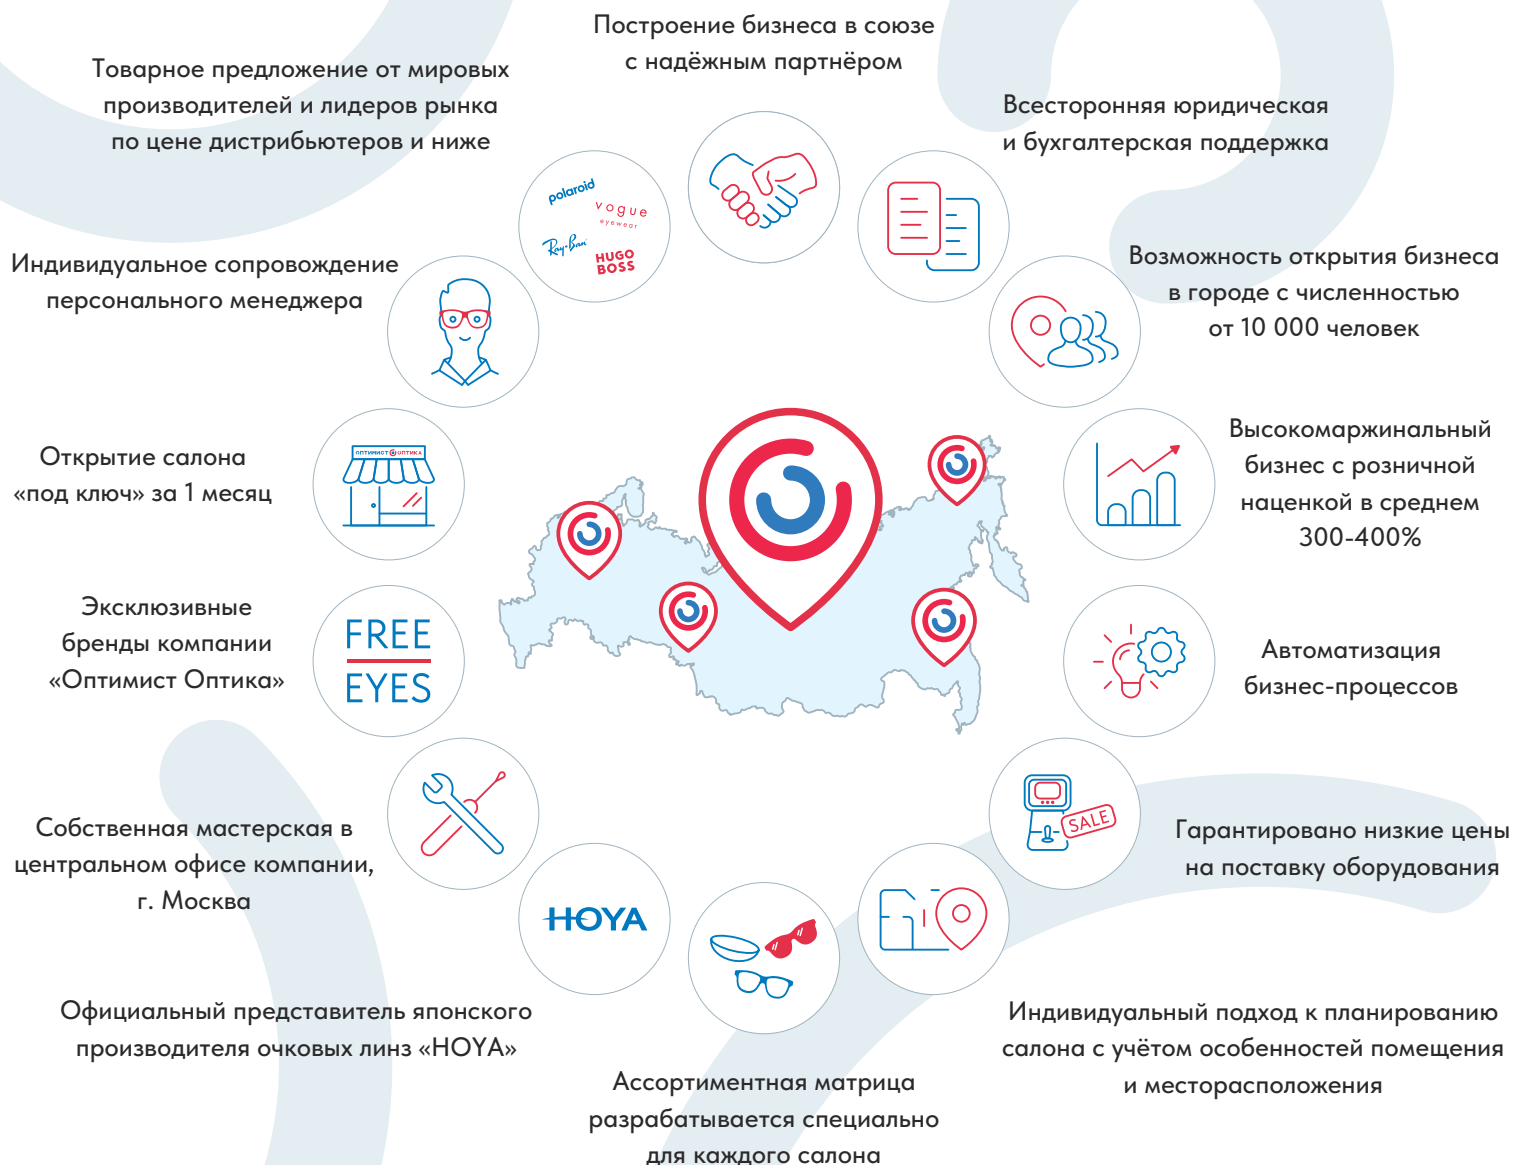 Построение бизнеса в союзе
с надёжным партнёром
Товарное предложение от мировых
производителей и лидеров рынка
по цене дистрибьютеров и ниже
Всесторонняя юридическая
и бухгалтерская поддержка
polaroid
vogue
eyewear
Ray-Ban
HUGO
BOSS
Индивидуальное сопровождение
персонального менеджера
Возможность открытия бизнеса
в городе с численностью
от 10 000 человек
Открытие салона
«под ключ» за 1 месяц
ОПТИМИСТ ОПТИКА
Высокомаржинальный
бизнес с розничной
наценкой в среднем
300-400%
Эксклюзивные
бренды компании
«Оптимист Оптика»
FREE
EYES
Автоматизация
бизнес-процессов
Собственная мастерская в
центральном офисе компании,
г. Москва
SALE
Гарантировано низкие цены
на поставку оборудования
HOYA
Официальный представитель японского
производителя очковых линз «HOYA»
Индивидуальный подход к планированию
салона с учётом особенностей помещения
и месторасположения
Ассортиментная матрица
разрабатывается специально
для каждого салона